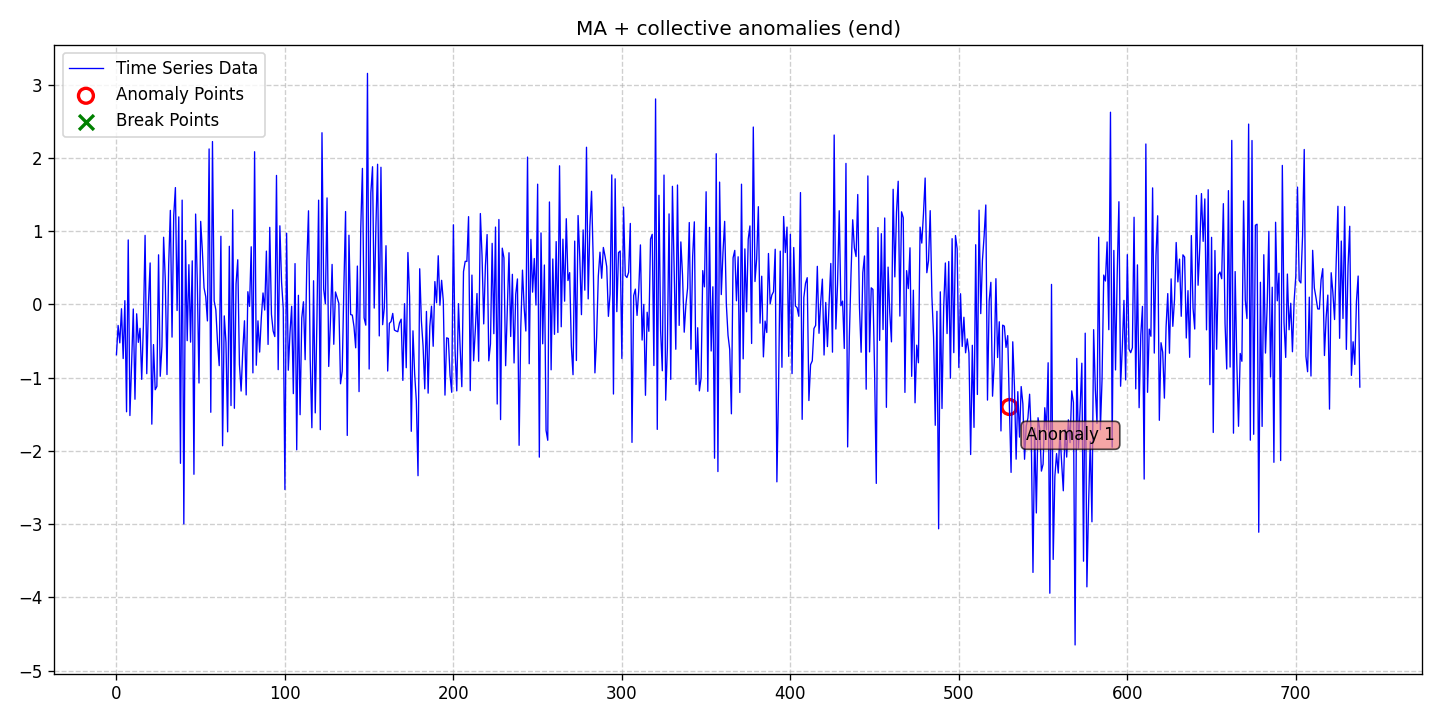 MA + collective anomalies (end)
Time Series Data
Anomaly Points
Break Points
3
2
1
0
−1
−2
−3
−4
−5
Anomaly 1
0 100 200 300 400 500 600 700